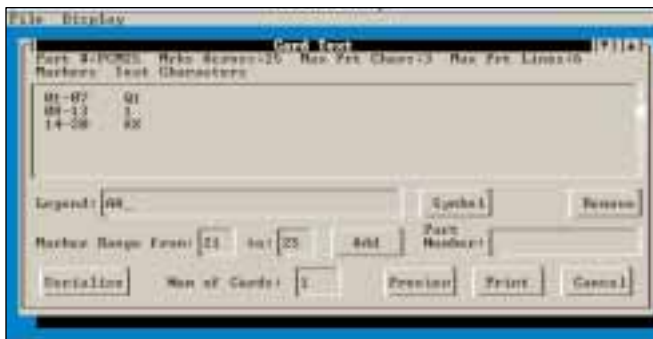 File Display
Card Text
Part #:PCM25 Mrks Across:25 Max Prt Chars:3 Max Prt Lines:6
Markers Text Characters
01-07 Q1
08-13 1
14-20
Legend: AA_
Symbol Remove
Marker Range From: 21 to: 25 Add Part Number:
Serialize Num of Cards: 1 Preview Print Cancel